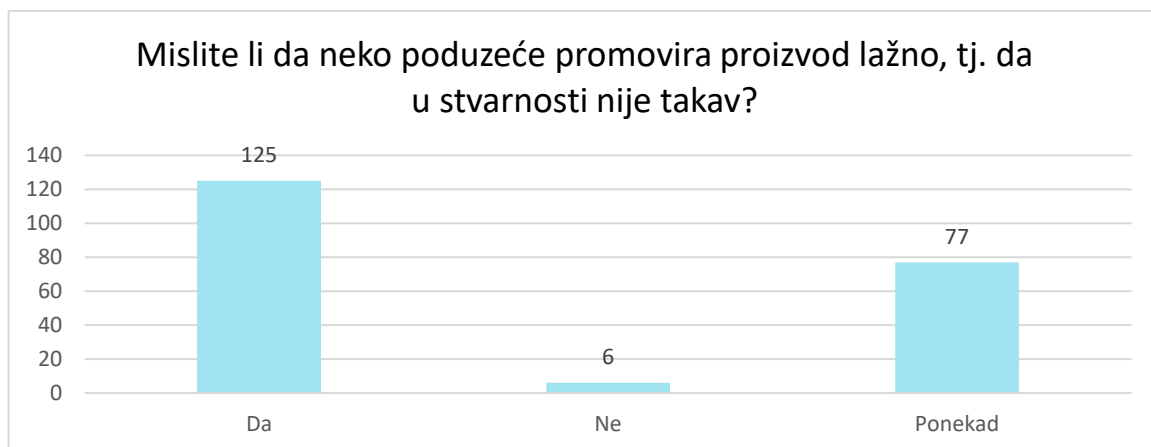 Mislite li da neko poduzeće promovira proizvod lažno, tj. da
u stvarnosti nije takav?
140
120
100
80
60
40
20
0
125
6
77
Da
Ne
Ponekad